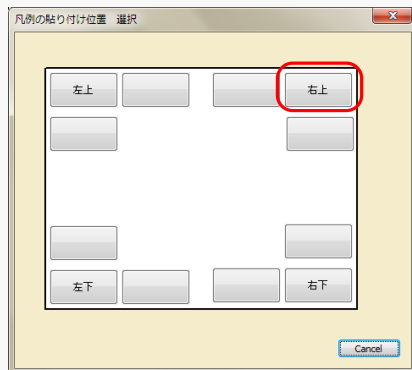 凡例の貼り付け位置 選択
左上
右上
左下
右下
Cancel